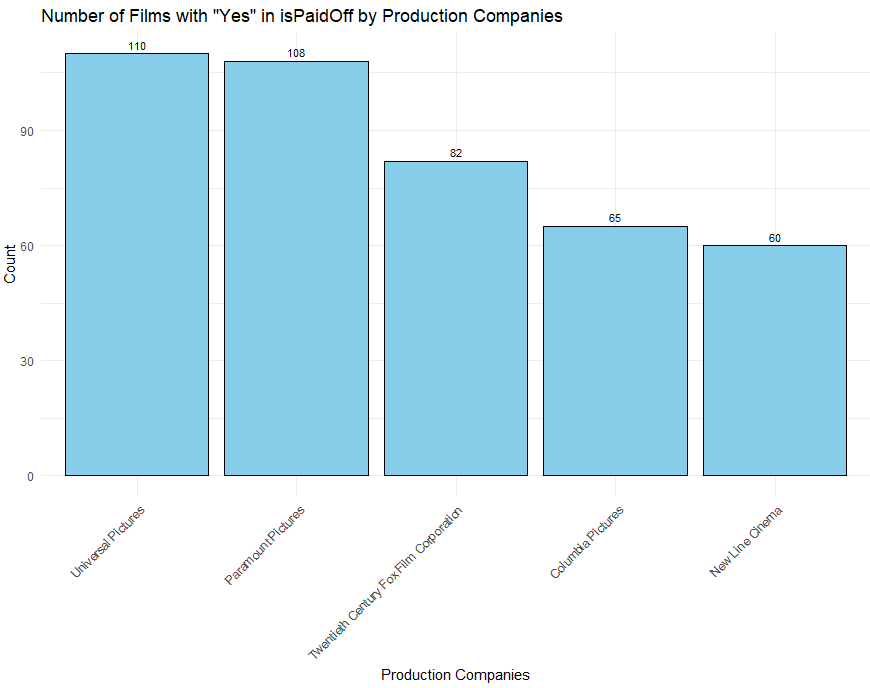 Number of Films with "Yes" in isPaidOff by Production Companies
110
108
82
65
60
Count
90
60
30
0
Universal Pictures
Paramount Pictures
Twentieth Century Fox Film Corporation
Columbia Pictures
New Line Cinema
Production Companies